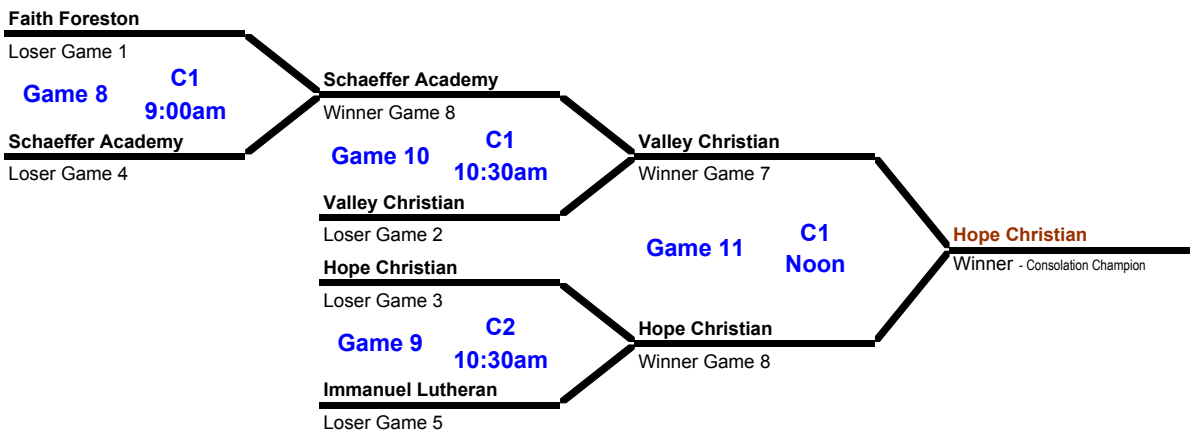 Faith Foreston
Loser Game 1
Game 8
C1
9:00am
Schaeffer Academy
Loser Game 4
Schaeffer Academy
Winner Game 8
Game 10
C1
10:30am
Valley Christian
Loser Game 2
Hope Christian
Loser Game 3
Game 9
C2
10:30am
Immanuel Lutheran
Loser Game 5
Valley Christian
Winner Game 7
Game 11
C1
Noon
Hope Christian
Winner Game 8
Hope Christian
Winner - Consolation Champion